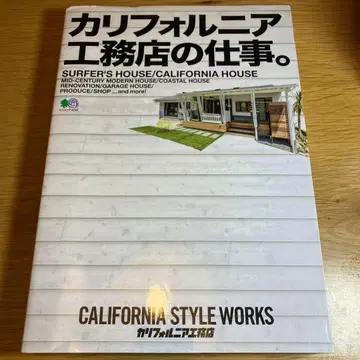 カリフォルニア
工務店の仕事。
SURFER'S HOUSE/CALIFORNIA HOUSE
MID-CENTURY MODERN HOUSE/COASTAL HOUSE
RENOVATION/GARAGE HOUSE/
PRODUCE/SHOP ...and more!
CALIFORNIA STYLE WORKS
カリフォルニア工務店